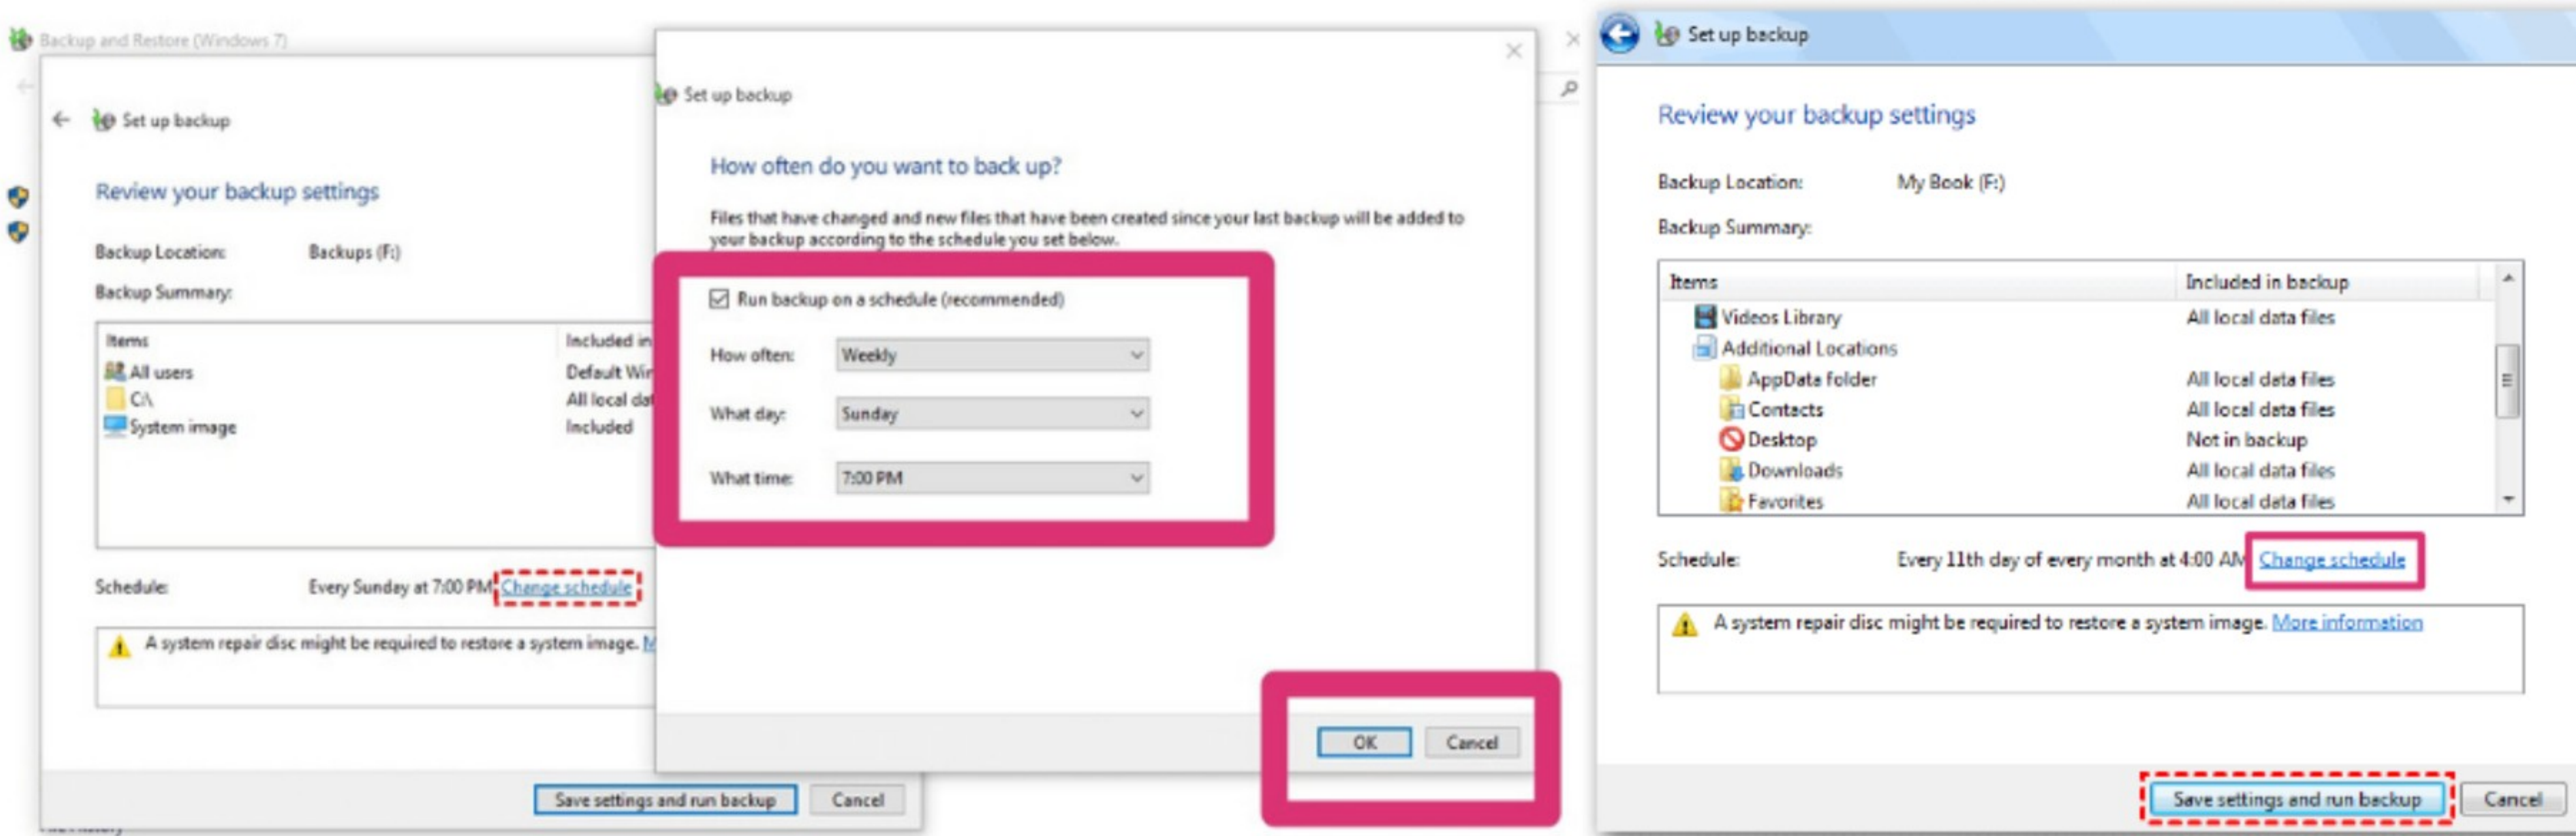 Backup and Restore (Windows 7)
Set up backup
Review your backup settings
Backup Location: Backups (F:)
Backup Summary:
Items Included in
All users Default Win
C:\ All local dat
System image Included
Schedule: Every Sunday at 7:00 PM Change schedule
A system repair disc might be required to restore a system image. M
Save settings and run backup Cancel
Set up backup
How often do you want to back up?
Files that have changed and new files that have been created since your last backup will be added to
your backup according to the schedule you set below.
Run backup on a schedule (recommended)
How often: Weekly
What day: Sunday
What time: 7:00 PM
OK Cancel
Set up backup
Review your backup settings
Backup Location: My Book (F:)
Backup Summary:
Items Included in backup
Videos Library All local data files
Additional Locations
AppData folder All local data files
Contacts All local data files
Desktop Not in backup
Downloads All local data files
Favorites All local data files
Schedule: Every 11th day of every month at 4:00 AM Change schedule
A system repair disc might be required to restore a system image. More information
Save settings and run backup Cancel